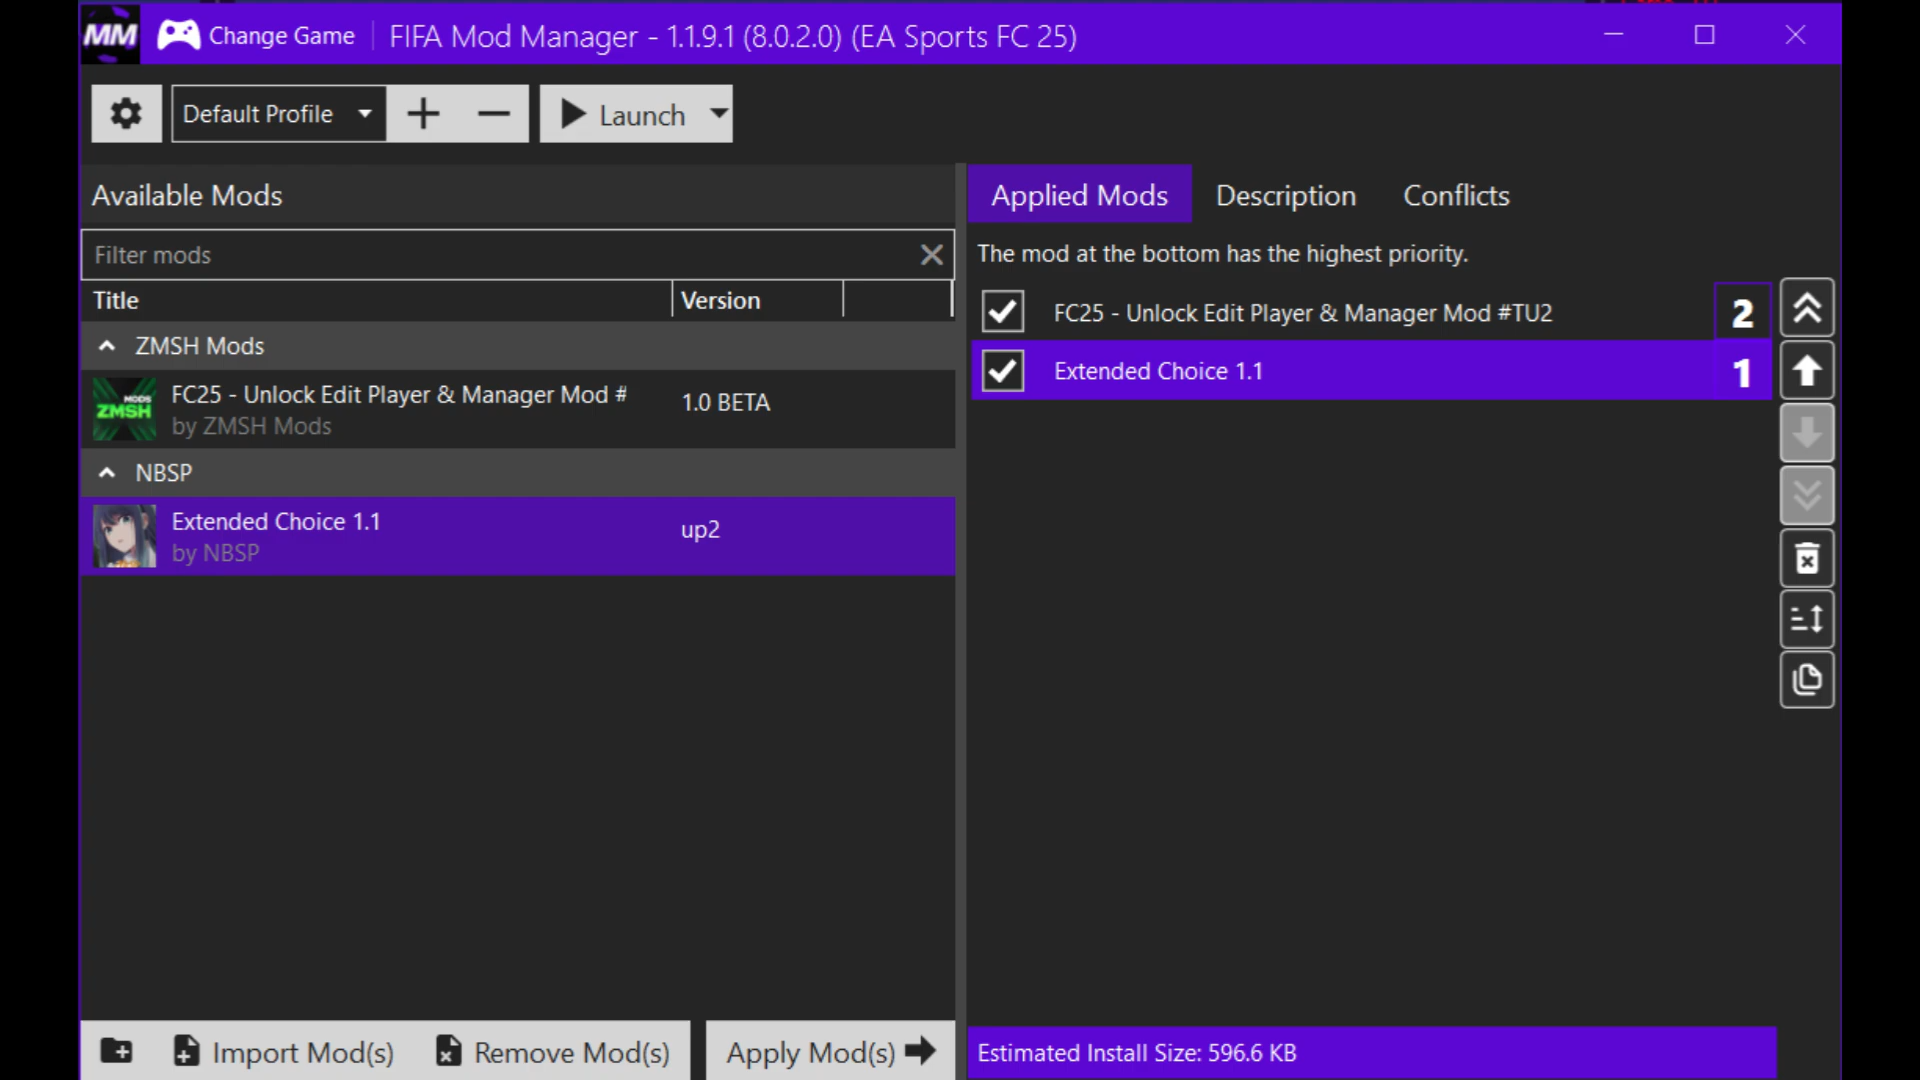 MM Change Game FIFA Mod Manager - 1.1.9.1 (8.0.2.0) (EA Sports FC 25)
Default Profile Launch
Available Mods
Filter mods
Title Version
ZMSH Mods
MODS
ZMSH
FC25 - Unlock Edit Player & Manager Mod #
by ZMSH Mods
1.0 BETA
NBSP
Extended Choice 1.1
by NBSP
up2
Import Mod(s) Remove Mod(s) Apply Mod(s)
Applied Mods Description Conflicts
The mod at the bottom has the highest priority.
FC25 - Unlock Edit Player & Manager Mod #TU2 2
Extended Choice 1.1 1
Estimated Install Size: 596.6 KB